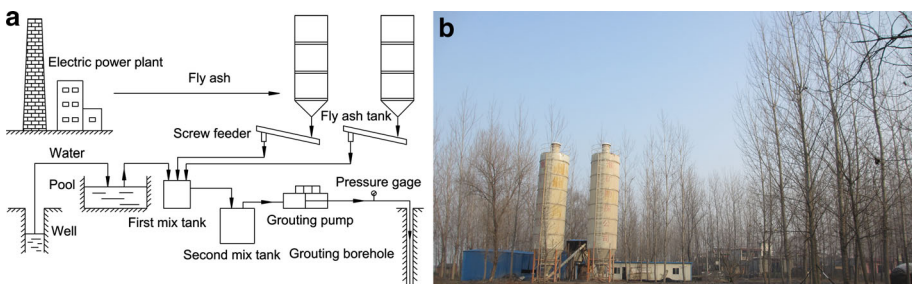 a
b
Electric power plant
Fly ash
Fly ash tank
Screw feeder
Water
Pool
Pressure gage
First mix tank
Grouting pump
Well
Second mix tank
Grouting borehole